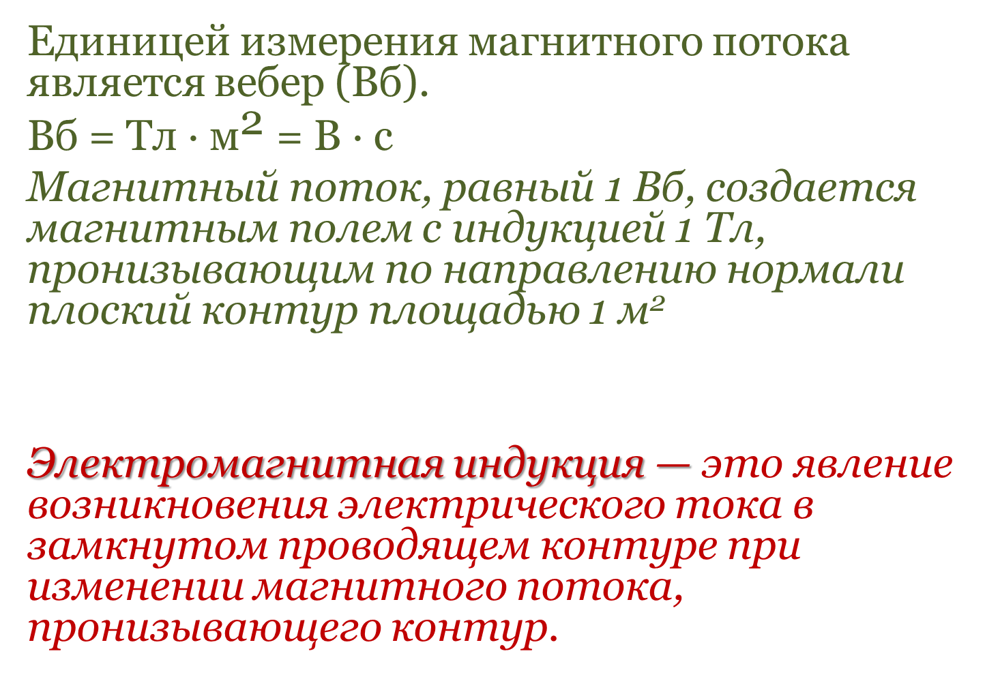 Единицей измерения магнитного потока
является вебер (Вб).
Вб = Тл · м² = В · с
Магнитный поток, равный 1 Вб, создается
магнитным полем с индукцией 1 Тл,
пронизывающим по направлению нормали
плоский контур площадью 1 м²
Электромагнитная индукция — это явление
возникновения электрического тока в
замкнутом проводящем контуре при
изменении магнитного потока,
пронизывающего контур.